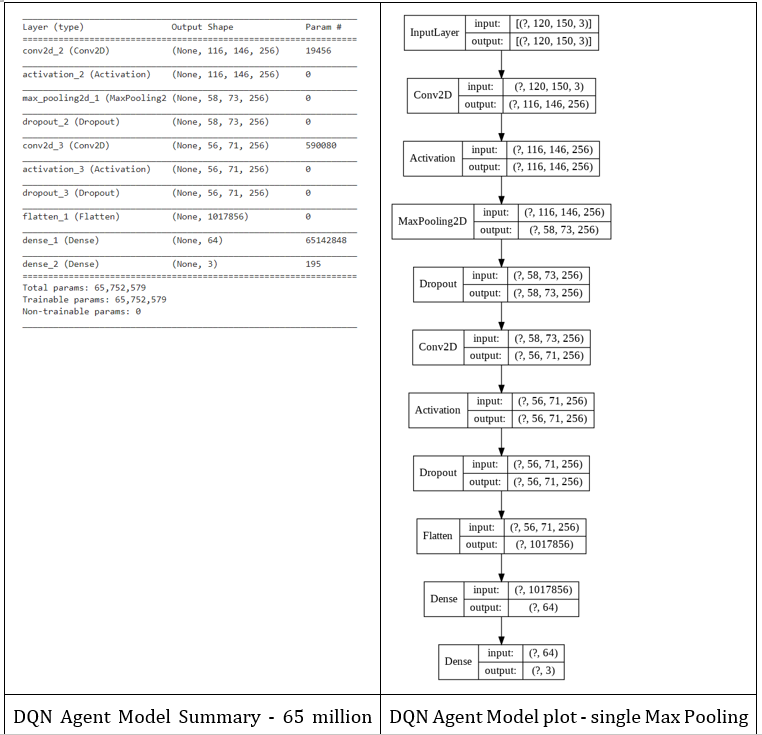 Layer (type) Output Shape Param #
conv2d_2 (Conv2D) (None, 116, 146, 256) 19456
activation_2 (Activation) (None, 116, 146, 256) 0
max_pooling2d_1 (MaxPooling2 (None, 58, 73, 256) 0
dropout_2 (Dropout) (None, 58, 73, 256) 0
conv2d_3 (Conv2D) (None, 56, 71, 256) 590080
activation_3 (Activation) (None, 56, 71, 256) 0
dropout_3 (Dropout) (None, 56, 71, 256) 0
flatten_1 (Flatten) (None, 1017856) 0
dense_1 (Dense) (None, 64) 65142848
dense_2 (Dense) (None, 3) 195
Total params: 65,752,579
Trainable params: 65,752,579
Non-trainable params: 0
DQN Agent Model Summary - 65 million
InputLayer
input: [(?, 120, 150, 3)]
output: [(?, 120, 150, 3)]
Conv2D
input: (?, 120, 150, 3)
output: (?, 116, 146, 256)
Activation
input: (?, 116, 146, 256)
output: (?, 116, 146, 256)
MaxPooling2D
input: (?, 116, 146, 256)
output: (?, 58, 73, 256)
Dropout
input: (?, 58, 73, 256)
output: (?, 58, 73, 256)
Conv2D
input: (?, 58, 73, 256)
output: (?, 56, 71, 256)
Activation
input: (?, 56, 71, 256)
output: (?, 56, 71, 256)
Dropout
input: (?, 56, 71, 256)
output: (?, 56, 71, 256)
Flatten
input: (?, 56, 71, 256)
output: (?, 1017856)
Dense
input: (?, 1017856)
output: (?, 64)
Dense
input: (?, 64)
output: (?, 3)
DQN Agent Model plot - single Max Pooling